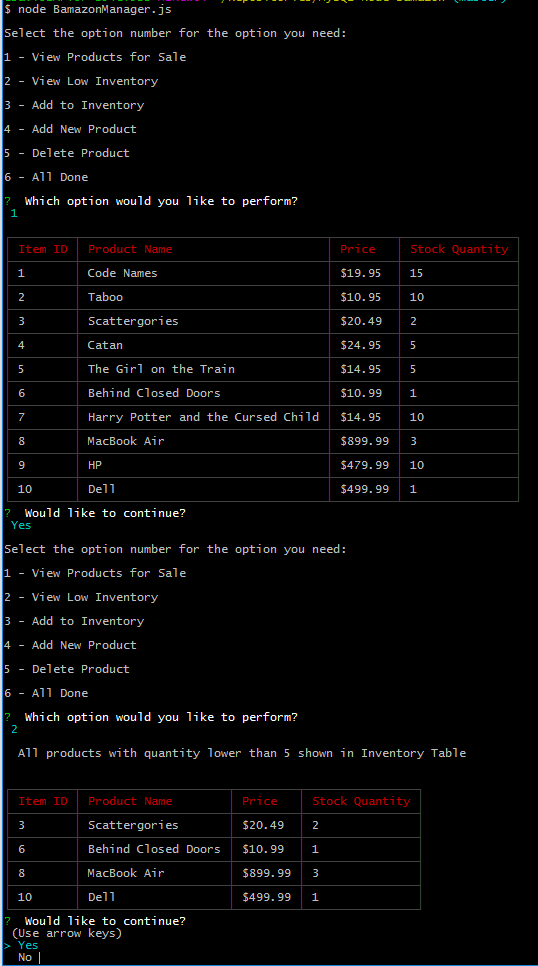 $ node BamazonManager.js
Select the option number for the option you need:
1 - View Products for Sale
2 - View Low Inventory
3 - Add to Inventory
4 - Add New Product
5 - Delete Product
6 - All Done
? Which option would you like to perform?
1
Item ID Product Name Price Stock Quantity
1 Code Names $19.95 15
2 Taboo $10.95 10
3 Scattergories $20.49 2
4 Catan $24.95 5
5 The Girl on the Train $14.95 5
6 Behind Closed Doors $10.99 1
7 Harry Potter and the Cursed Child $14.95 10
8 MacBook Air $899.99 3
9 HP $479.99 10
10 Dell $499.99 1
? Would like to continue?
Yes
Select the option number for the option you need:
1 - View Products for Sale
2 - View Low Inventory
3 - Add to Inventory
4 - Add New Product
5 - Delete Product
6 - All Done
? Which option would you like to perform?
2
All products with quantity lower than 5 shown in Inventory Table
Item ID Product Name Price Stock Quantity
3 Scattergories $20.49 2
6 Behind Closed Doors $10.99 1
8 MacBook Air $899.99 3
10 Dell $499.99 1
? Would like to continue?
(Use arrow keys)
> Yes
No